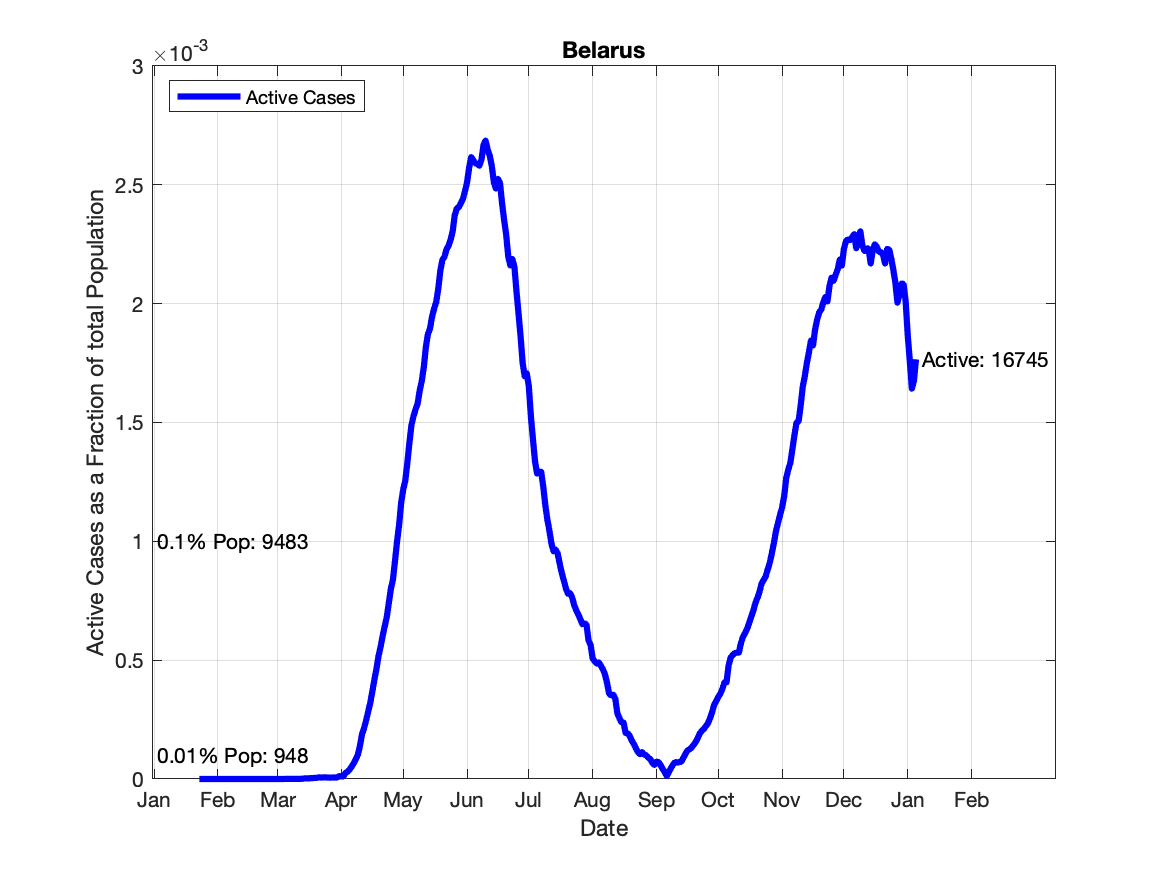 Belarus
×10-3
3
2.5
2
1.5
1
0.5
0
Active Cases as a Fraction of total Population
Active Cases
Active: 16745
0.1% Pop: 9483
0.01% Pop: 948
Jan Feb Mar Apr May Jun Jul Aug Sep Oct Nov Dec Jan Feb
Date